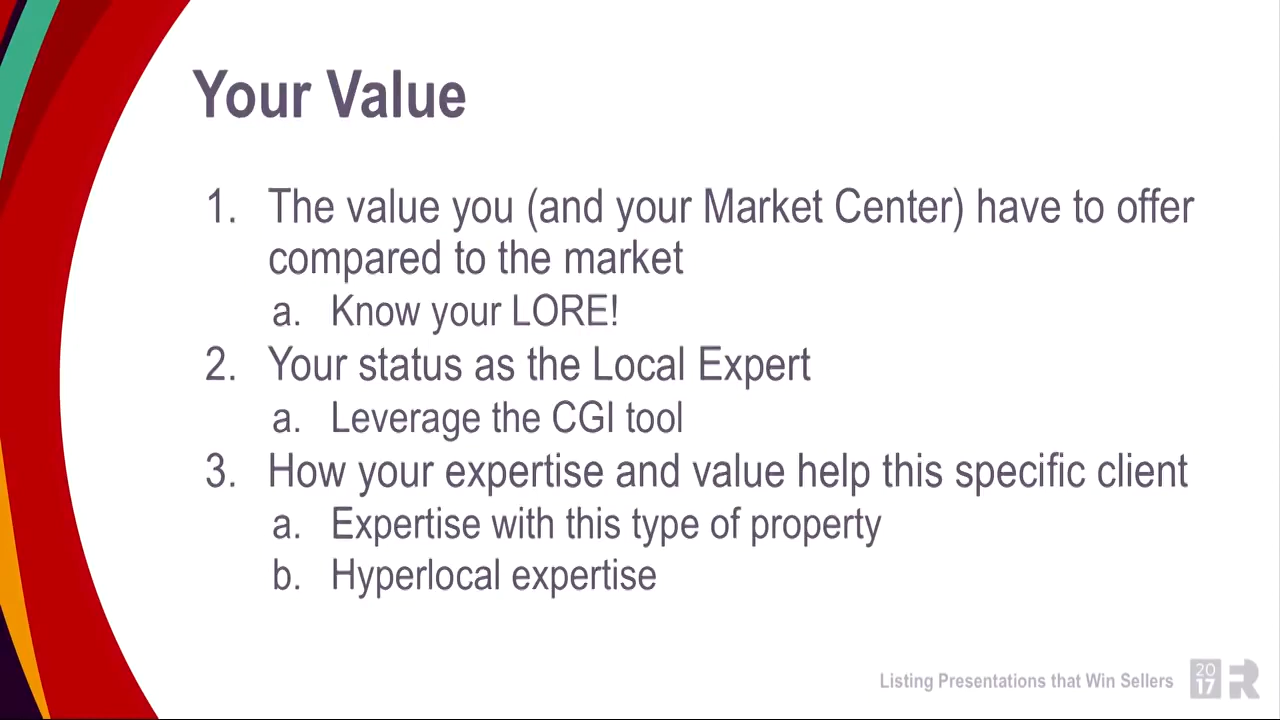 Your Value
1. The value you (and your Market Center) have to offer
compared to the market
a. Know your LORE!
2. Your status as the Local Expert
a. Leverage the CGI tool
3. How your expertise and value help this specific client
a. Expertise with this type of property
b. Hyperlocal expertise
Listing Presentations that Win Sellers
20
17
R